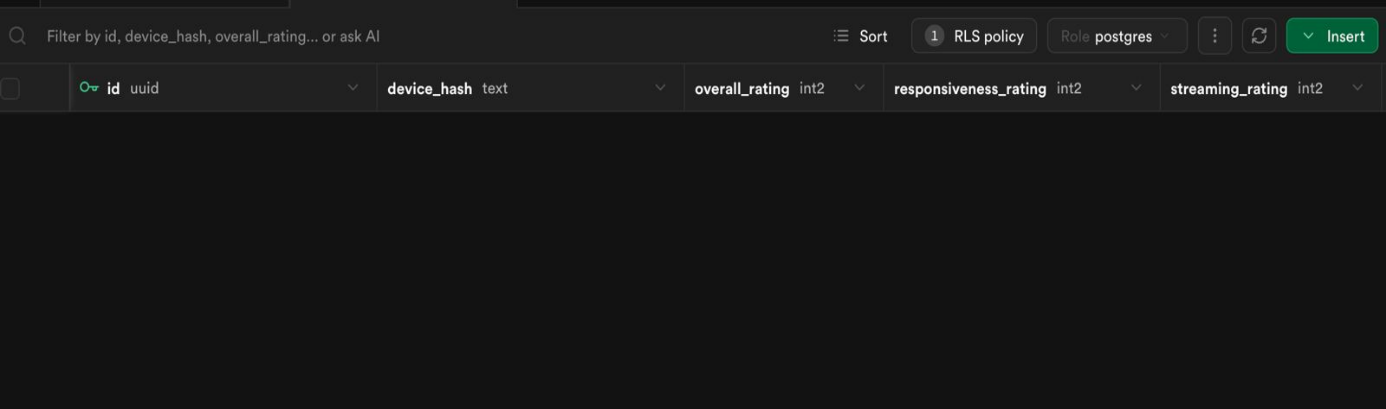 Filter by id, device_hash, overall_rating... or ask AI Sort 1 RLS policy Role postgres Insert
id uuid device_hash text overall_rating int2 responsiveness_rating int2 streaming_rating int2